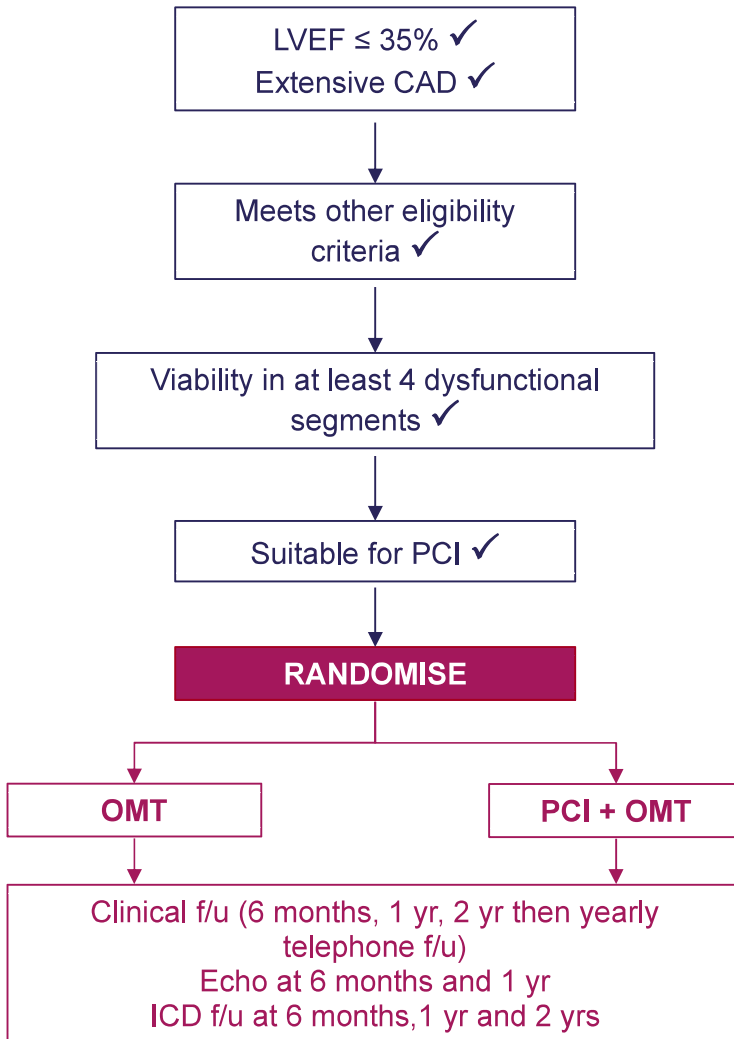 LVEF ≤ 35% ✓
Extensive CAD ✓
Meets other eligibility
criteria ✓
Viability in at least 4 dysfunctional
segments ✓
Suitable for PCI ✓
RANDOMISE
OMT
PCI + OMT
Clinical f/u (6 months, 1 yr, 2 yr then yearly
telephone f/u)
Echo at 6 months and 1 yr
ICD f/u at 6 months,1 yr and 2 yrs